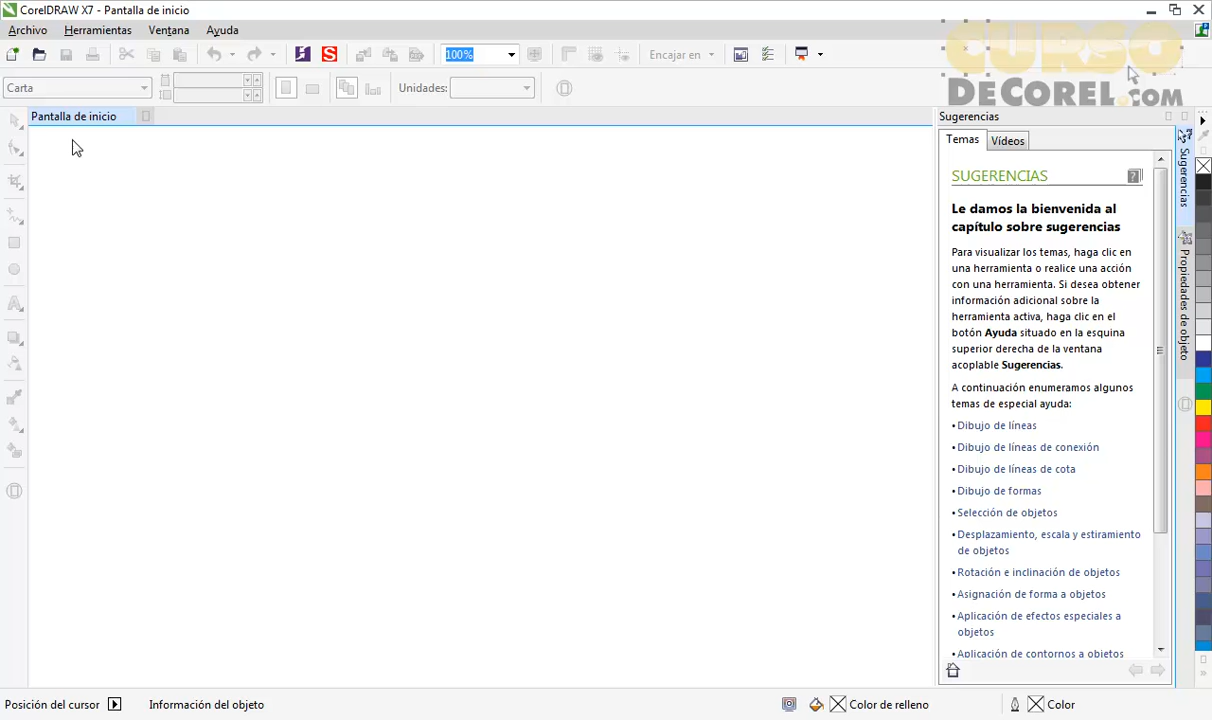 CorelDRAW X7 - Pantalla de inicio
Archivo Herramientas Ventana Ayuda
CURSO
DECOREL.COM
100%
Encajar en
Carta
Unidades:
Pantalla de inicio
Sugerencias
Temas Vídeos
SUGERENCIAS
Le damos la bienvenida al
capítulo sobre sugerencias
Para visualizar los temas, haga clic en
una herramienta o realice una acción
con una herramienta. Si desea obtener
información adicional sobre la
herramienta activa, haga clic en el
botón Ayuda situado en la esquina
superior derecha de la ventana
acoplable Sugerencias.
A continuación enumeramos algunos
temas de especial ayuda:
• Dibujo de líneas
• Dibujo de líneas de conexión
• Dibujo de líneas de cota
• Dibujo de formas
• Selección de objetos
• Desplazamiento, escala y estiramiento
de objetos
• Rotación e inclinación de objetos
• Asignación de forma a objetos
• Aplicación de efectos especiales a
objetos
• Aplicación de contornos a objetos
Sugerencias
Propiedades de objeto
Posición del cursor Información del objeto Color de relleno Color